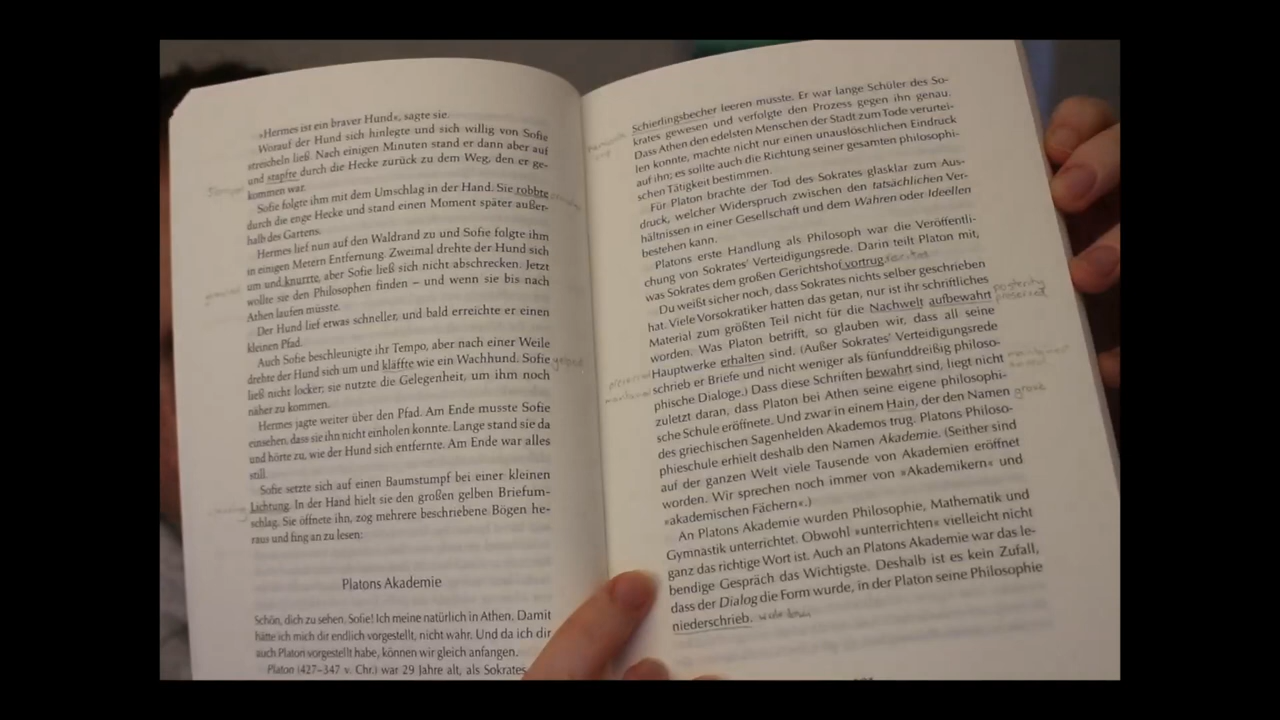 »Hermes ist ein braver Hund«, sagte sie.
Worauf der Hund sich hinlegte und sich willig von Sofie
streicheln ließ. Nach einigen Minuten stand er dann aber auf
und stapfte durch die Hecke zurück zu dem Weg, den er ge-
kommen war.
Sofie folgte ihm mit dem Umschlag in der Hand. Sie robbte
durch die enge Hecke und stand einen Moment später außer-
halb des Gartens.
Hermes lief nun auf den Waldrand zu und Sofie folgte ihm
in einigen Metern Entfernung. Zweimal drehte der Hund sich
um und knurrte, aber Sofie ließ sich nicht abschrecken. Jetzt
wollte sie den Philosophen finden – und wenn sie bis nach
Athen laufen müsste.
Der Hund lief etwas schneller, und bald erreichte er einen
kleinen Pfad.
Auch Sofie beschleunigte ihr Tempo, aber nach einer Weile
drehte der Hund sich um und kläffte wie ein Wachhund. Sofie
ließ nicht locker; sie nutzte die Gelegenheit, um ihm noch
näher zu kommen.
Hermes jagte weiter über den Pfad. Am Ende musste Sofie
einsehen, dass sie ihn nicht einholen konnte. Lange stand sie da
und hörte zu, wie der Hund sich entfernte. Am Ende war alles
still.
Sofie setzte sich auf einen Baumstumpf bei einer kleinen
Lichtung. In der Hand hielt sie den großen gelben Briefum-
schlag. Sie öffnete ihn, zog mehrere beschriebene Bögen he-
raus und fing an zu lesen:
Platons Akademie
Schön, dich zu sehen, Sofie! Ich meine natürlich in Athen. Damit
hätte ich mich dir endlich vorgestellt, nicht wahr. Und da ich dir
auch Platon vorgestellt habe, können wir gleich anfangen.
Platon (427–347 v. Chr.) war 29 Jahre alt, als Sokrates
Schierlingsbecher leeren musste. Er war lange Schüler des So-
krates gewesen und verfolgte den Prozess gegen ihn genau.
Dass Athen den edelsten Menschen der Stadt zum Tode verurtei-
len konnte, machte nicht nur einen unauslöschlichen Eindruck
auf ihn; es sollte auch die Richtung seiner gesamten philosophi-
schen Tätigkeit bestimmen.
Für Platon brachte der Tod des Sokrates glasklar zum Aus-
druck, welcher Widerspruch zwischen den tatsächlichen Ver-
hältnissen in einer Gesellschaft und dem Wahren oder Ideellen
bestehen kann.
Platons erste Handlung als Philosoph war die Veröffentli-
chung von Sokrates' Verteidigungsrede. Darin teilt Platon mit,
was Sokrates dem großen Gerichtshof vortrug.
Du weißt sicher noch, dass Sokrates nichts selber geschrieben
hat. Viele Vorsokratiker hatten das getan, nur ist ihr schriftliches posterity
Material zum größten Teil nicht für die Nachwelt aufbewahrt preserved
worden. Was Platon betrifft, so glauben wir, dass all seine
Hauptwerke erhalten sind. (Außer Sokrates' Verteidigungsrede
schrieb er Briefe und nicht weniger als fünfunddreißig philoso-
phische Dialoge.) Dass diese Schriften bewahrt sind, liegt nicht
zuletzt daran, dass Platon bei Athen seine eigene philosophi-
sche Schule eröffnete. Und zwar in einem Hain, der den Namen grove
des griechischen Sagenhelden Akademos trug. Platons Philoso-
phieschule erhielt deshalb den Namen Akademie. (Seither sind
auf der ganzen Welt viele Tausende von Akademien eröffnet
worden. Wir sprechen noch immer von »Akademikern« und
»akademischen Fächern«.)
An Platons Akademie wurden Philosophie, Mathematik und
Gymnastik unterrichtet. Obwohl »unterrichten« vielleicht nicht
ganz das richtige Wort ist. Auch an Platons Akademie war das le-
bendige Gespräch das Wichtigste. Deshalb ist es kein Zufall,
dass der Dialog die Form wurde, in der Platon seine Philosophie
niederschrieb. write down